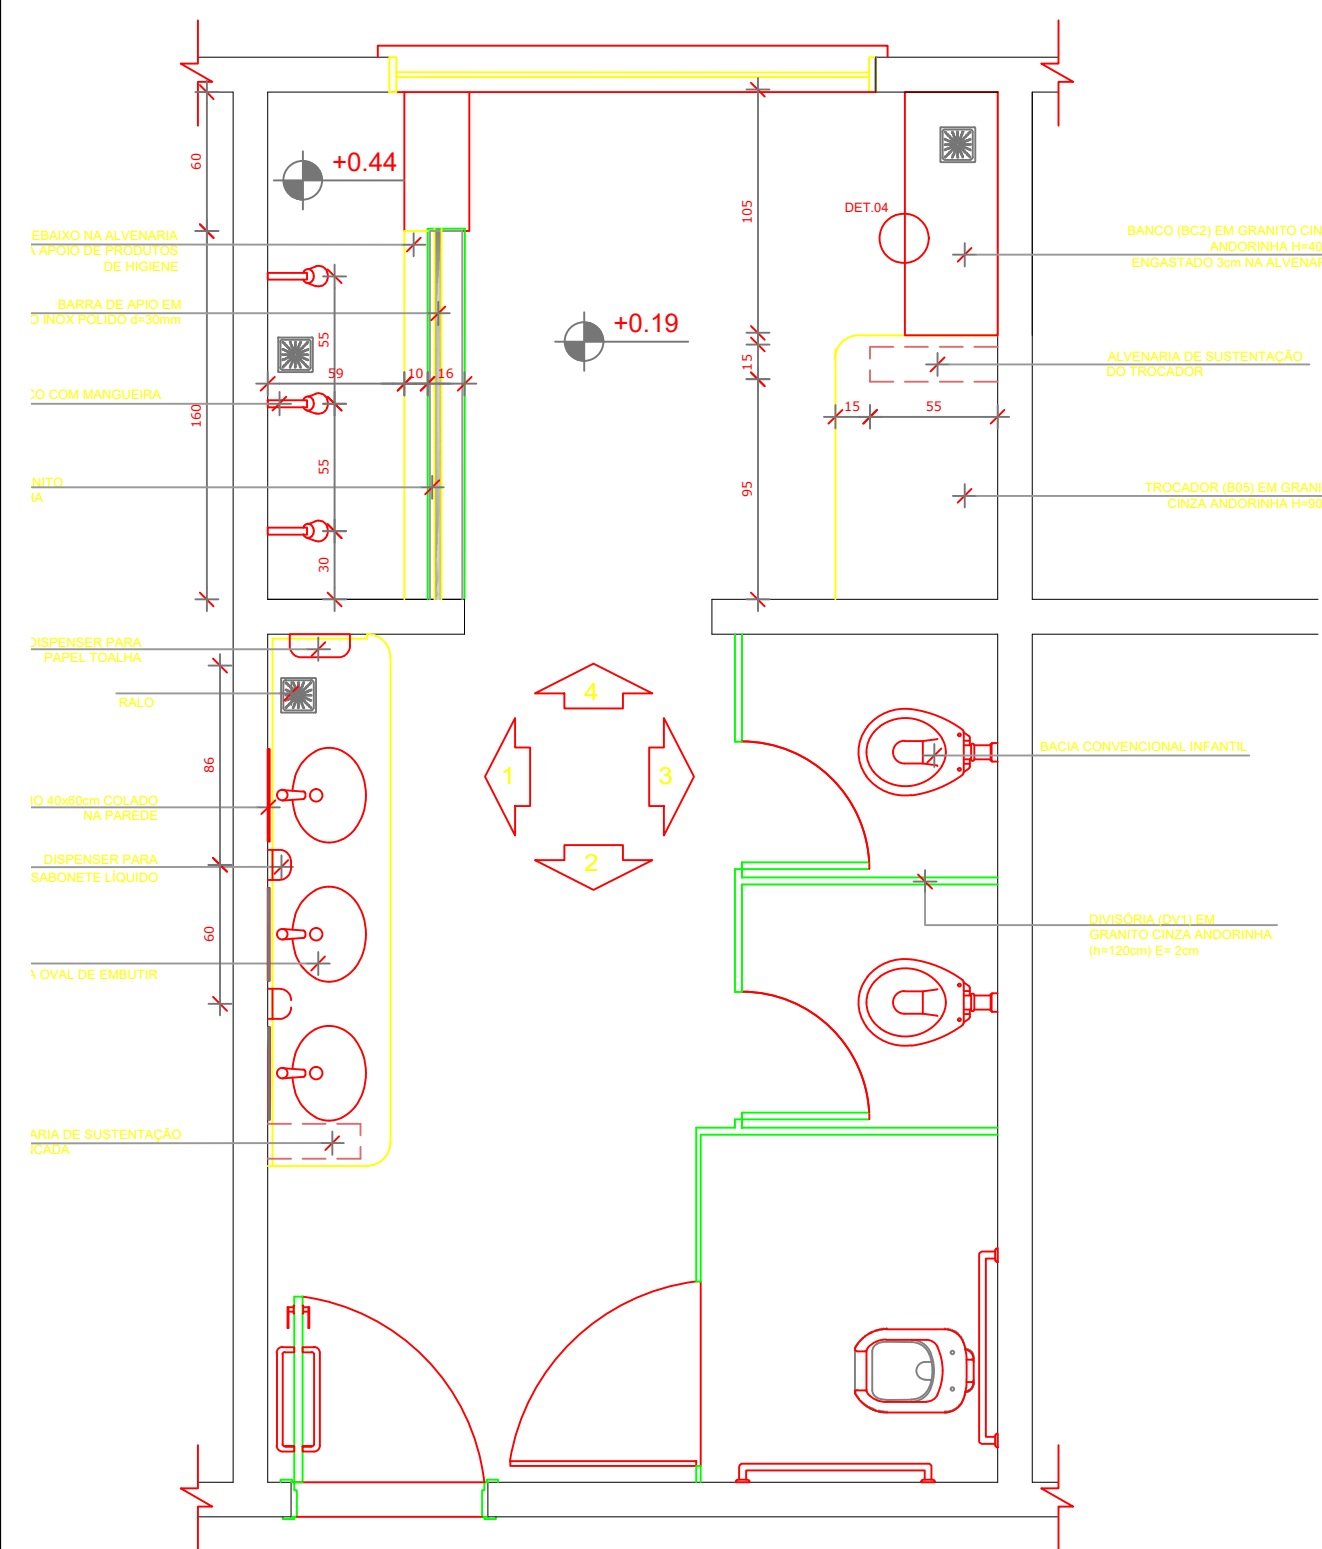 +0.44
60
EBAIXO NA ALVENARIA
APOIO DE PRODUTOS
DE HIGIENE
BARRA DE APIO EM
O INOX POLIDO d=30mm
55
59
10
16
CO COM MANGUEIRA
160
55
NITO
HA
30
+0.19
105
DET.04
BANCO (BC2) EM GRANITO CIN
ANDORINHA H=40
ENGASTADO 3cm NA ALVENAR
15
ALVENARIA DE SUSTENTAÇÃO
DO TROCADOR
15
55
95
TROCADOR (B05) EM GRANI
CINZA ANDORINHA H=90
DISPENSER PARA
PAPEL TOALHA
RALO
86
4
1
3
2
BACIA CONVENCIONAL INFANTIL
HO 40x60cm COLADO
NA PAREDE
DISPENSER PARA
SABONETE LÍQUIDO
60
A OVAL DE EMBUTIR
DIVISÓRIA (DV1) EM
GRANITO CINZA ANDORINHA
(h=120cm) E= 2cm
ARIA DE SUSTENTAÇÃO
NCADA